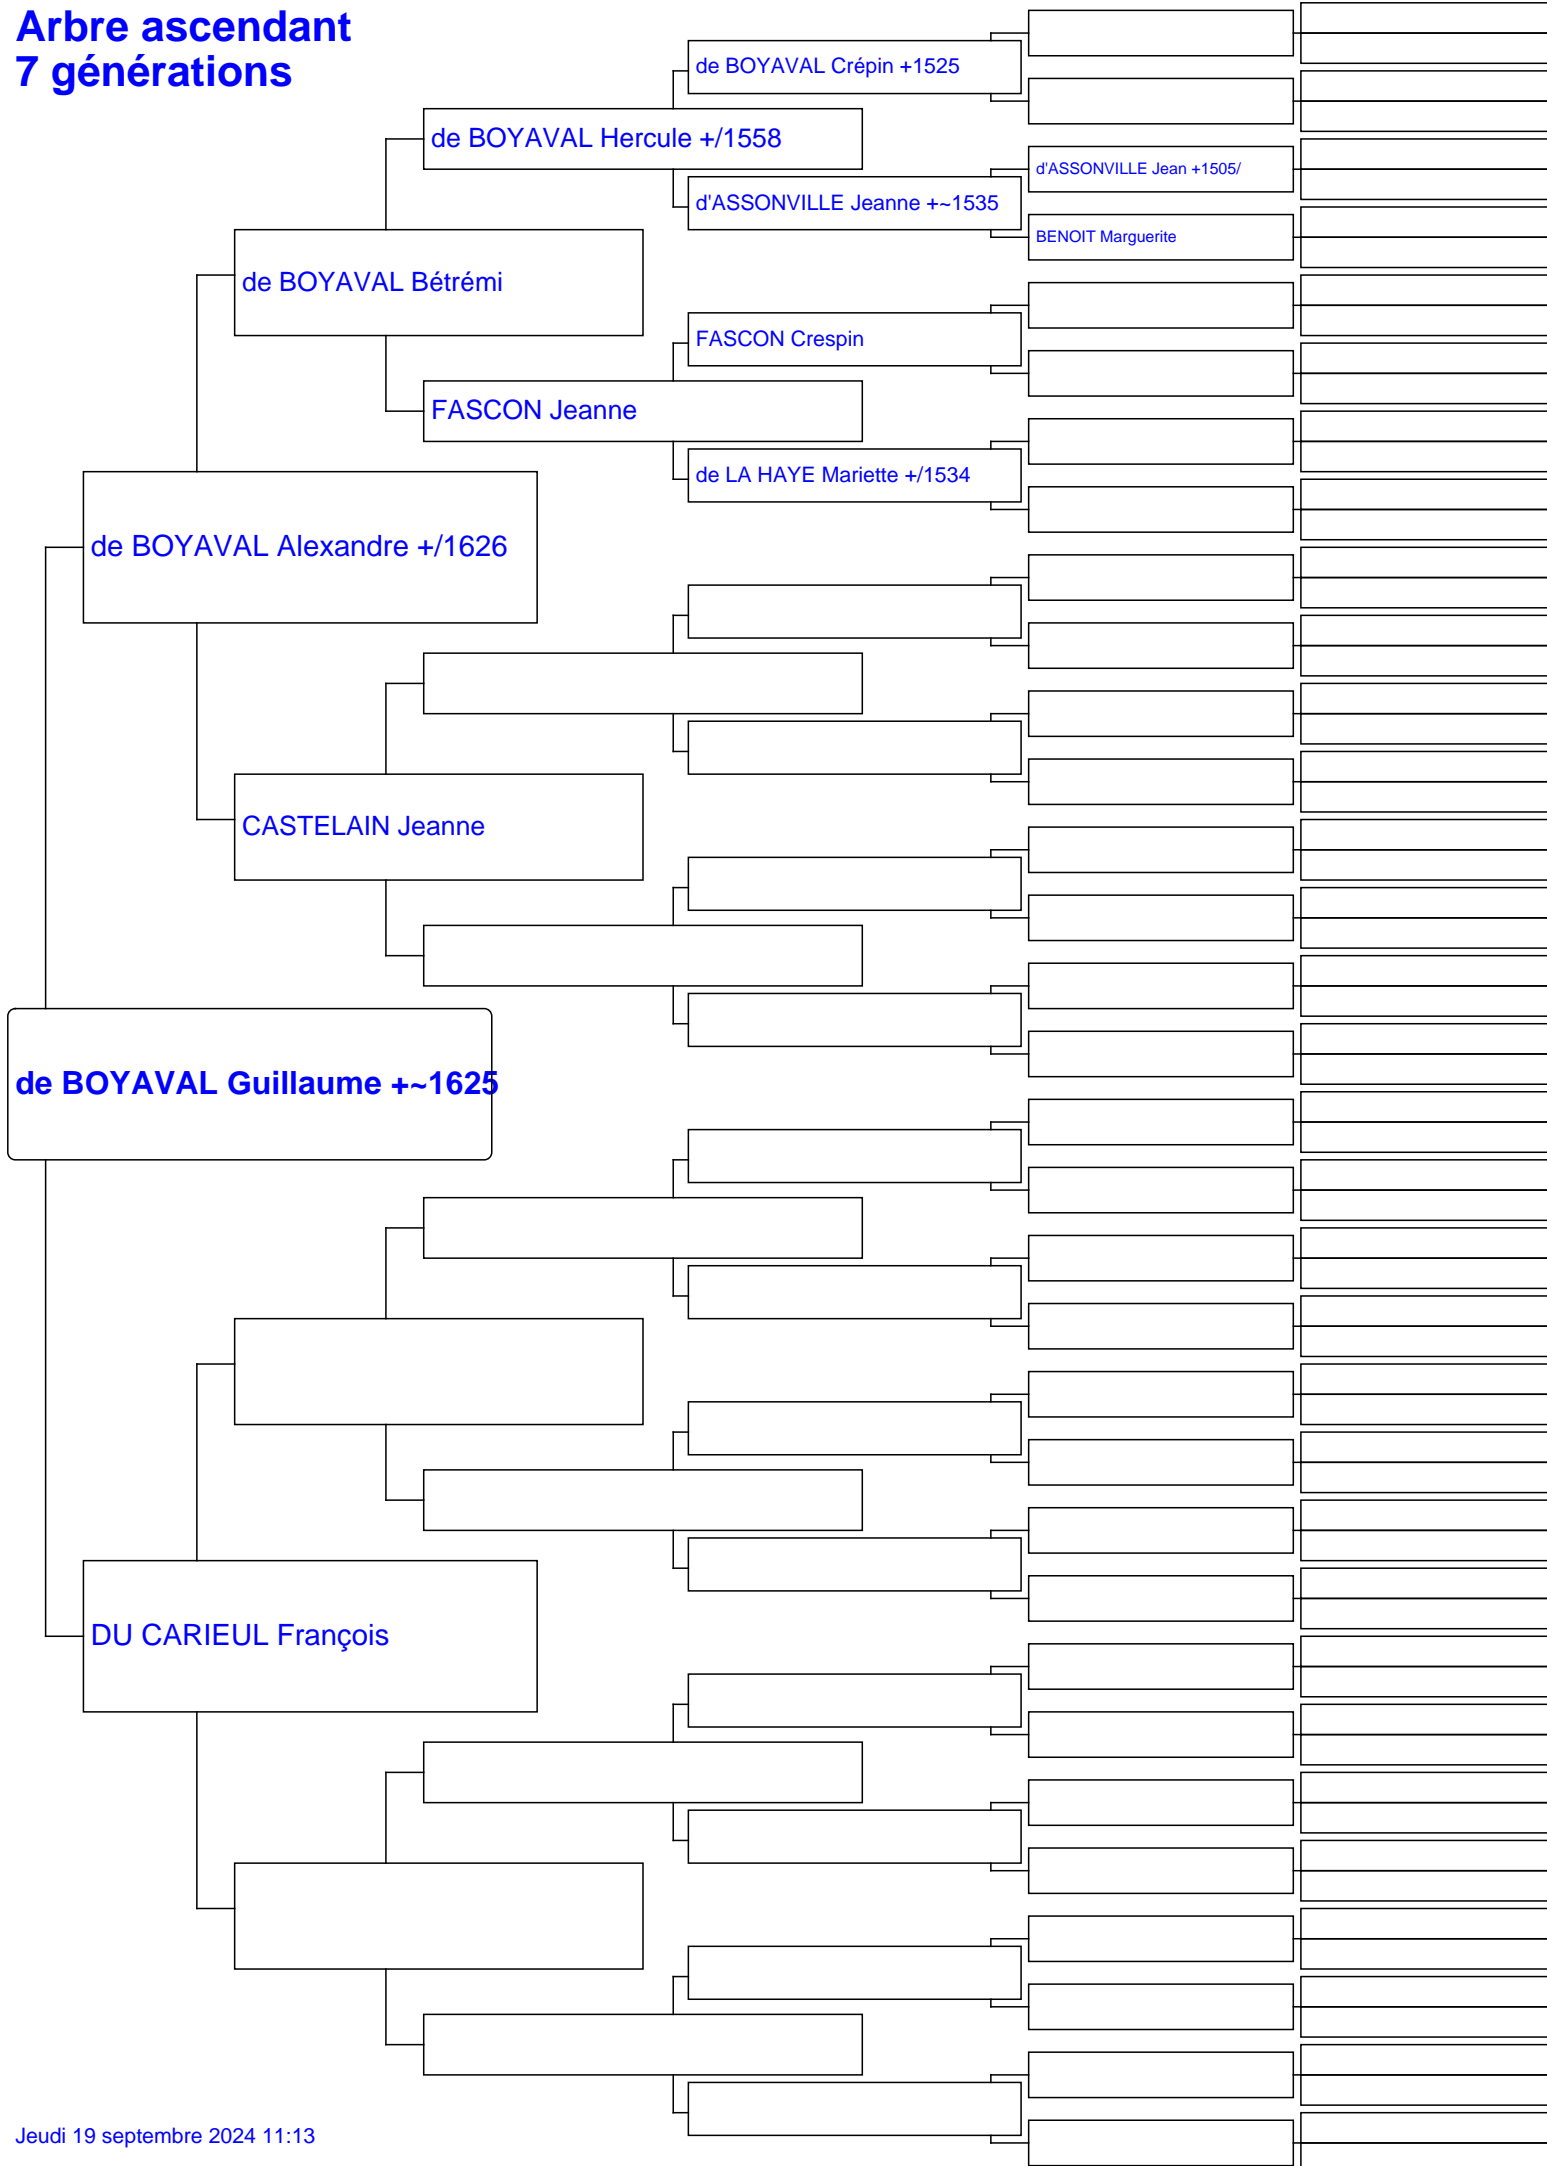 Arbre ascendant
7 générations
de BOYAVAL Crépin +1525
de BOYAVAL Hercule +/1558
d'ASSONVILLE Jean +1505/
d'ASSONVILLE Jeanne +~1535
BENOIT Marguerite
de BOYAVAL Bétrémi
FASCON Crespin
FASCON Jeanne
de LA HAYE Mariette +/1534
de BOYAVAL Alexandre +/1626
CASTELAIN Jeanne
de BOYAVAL Guillaume +~1625
DU CARIEUL François
Jeudi 19 septembre 2024 11:13